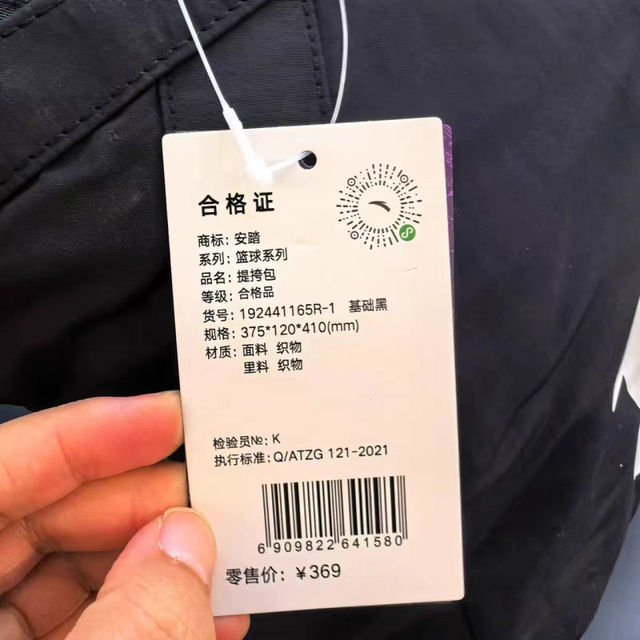 合格证
商标: 安踏
系列: 篮球系列
品名: 提挎包
等级: 合格品
货号: 192441165R-1 基础黑
规格: 375*120*410(mm)
材质: 面料 织物
里料 织物
检验员№: K
执行标准: Q/ATZG 121-2021
6 909822 641580
零售价: ¥369